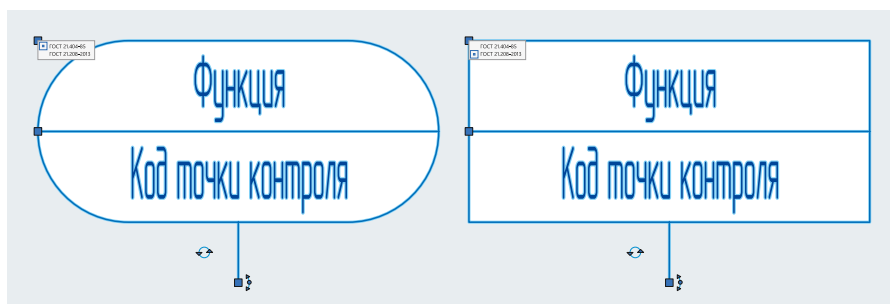 ГОСТ 21.404-85
ГОСТ 21.208-2013
Функция
Код точки контроля
ГОСТ 21.404-85
ГОСТ 21.208-2013
Функция
Код точки контроля